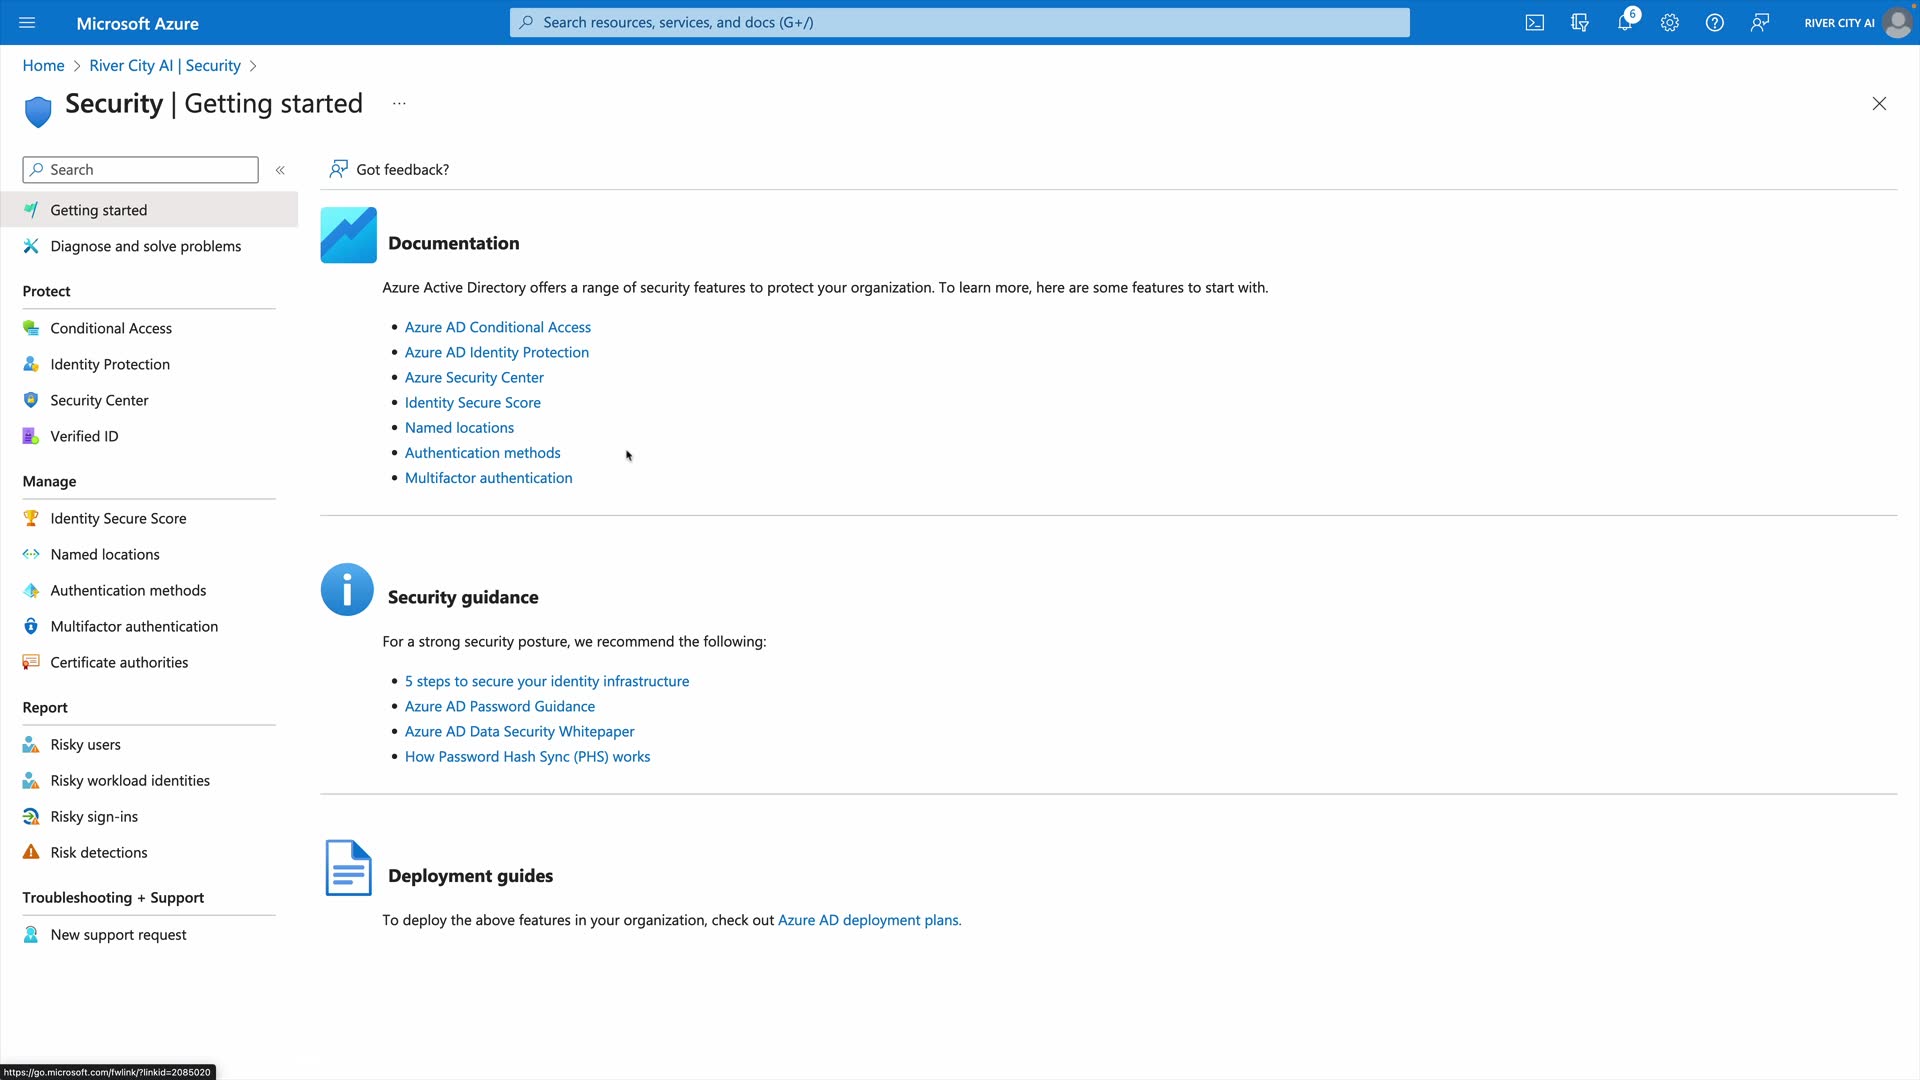 Microsoft Azure
Search resources, services, and docs (G+/)
6
RIVER CITY AI
Home > River City AI | Security >
Security | Getting started ...
Search
«
Getting started
Diagnose and solve problems
Protect
Conditional Access
Identity Protection
Security Center
Verified ID
Manage
Identity Secure Score
Named locations
Authentication methods
Multifactor authentication
Certificate authorities
Report
Risky users
Risky workload identities
Risky sign-ins
Risk detections
Troubleshooting + Support
New support request
Got feedback?
Documentation
Azure Active Directory offers a range of security features to protect your organization. To learn more, here are some features to start with.
• Azure AD Conditional Access
• Azure AD Identity Protection
• Azure Security Center
• Identity Secure Score
• Named locations
• Authentication methods
• Multifactor authentication
Security guidance
For a strong security posture, we recommend the following:
• 5 steps to secure your identity infrastructure
• Azure AD Password Guidance
• Azure AD Data Security Whitepaper
• How Password Hash Sync (PHS) works
Deployment guides
To deploy the above features in your organization, check out Azure AD deployment plans.
https://go.microsoft.com/fwlink/?linkid=2085020